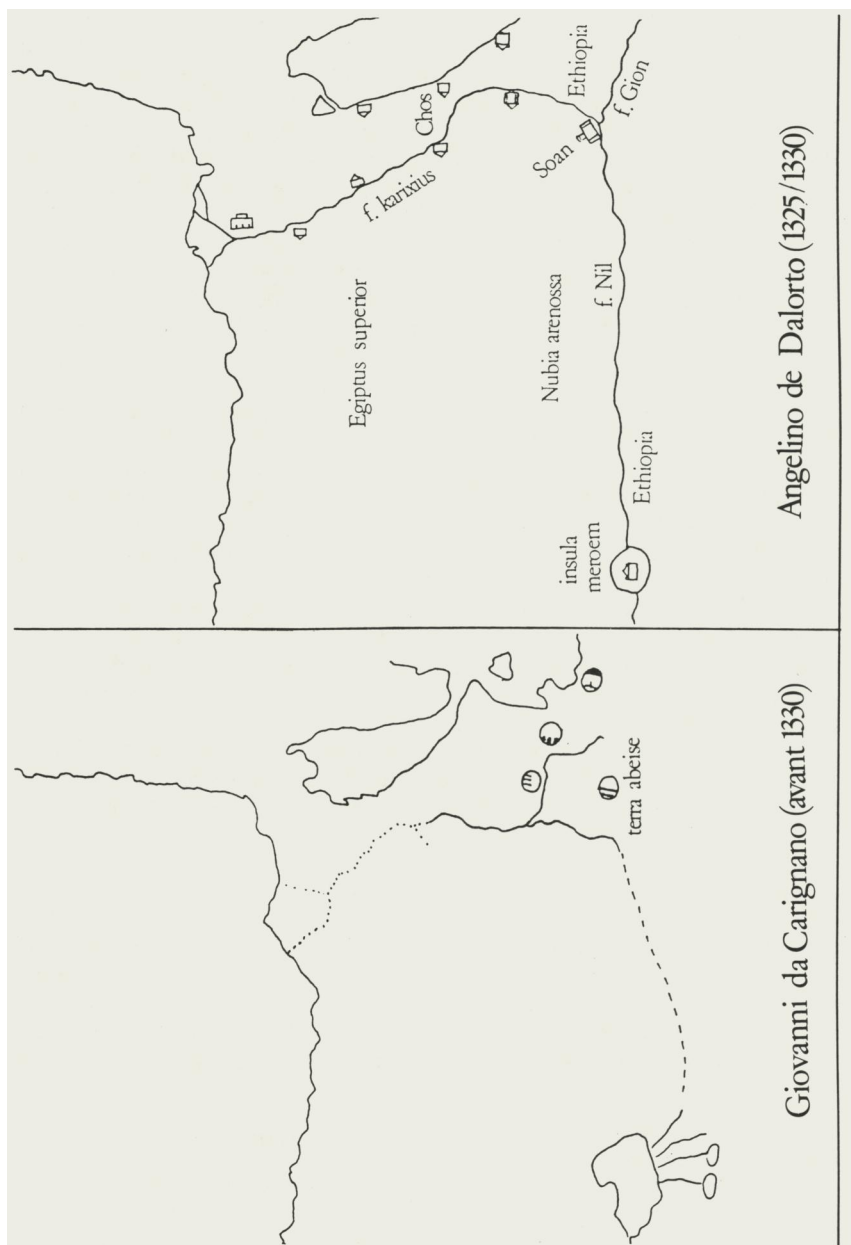 terra abeise
Giovanni da Carignano (avant 1330)
Egiptus superior
f. karixius
Chos
Nubia arenossa
Soan
insula
meroem
Ethiopia
f. Nil
f. Gion
Ethiopia
Angelino de Dalorto (1325/1330)